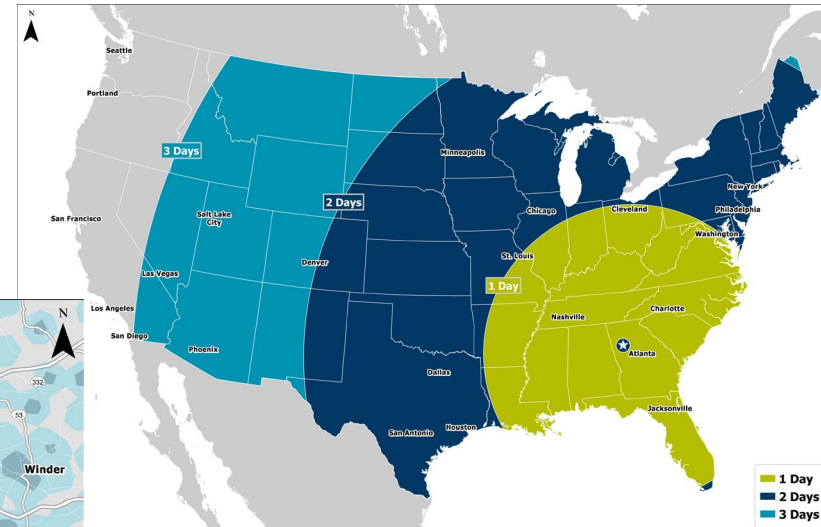 N
Seattle
Portland
3 Days
Minneapolis
2 Days
New York
San Francisco
Salt Lake
City
Chicago
Cleveland
Philadelphia
Washington
Denver
St. Louis
Las Vegas
1 Day
Los Angeles
Nashville
Charlotte
San Diego
Phoenix
Atlanta
Dallas
Jacksonville
San Antonio
Houston
N
332
53
Winder
1 Day
2 Days
3 Days